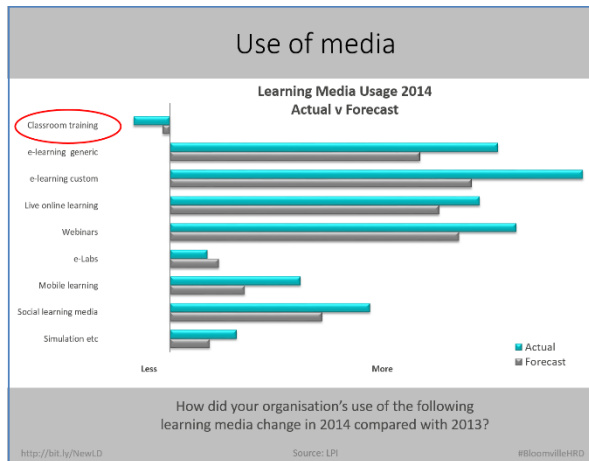 Use of media
Learning Media Usage 2014
Actual v Forecast
Classroom training
e-learning generic
e-learning custom
Live online learning
Webinars
e-Labs
Mobile learning
Social learning media
Simulation etc
Actual
Forecast
Less
More
How did your organisation's use of the following
learning media change in 2014 compared with 2013?
http://bit.ly/NewLD
Source: LPI
#BloomvilleHRD